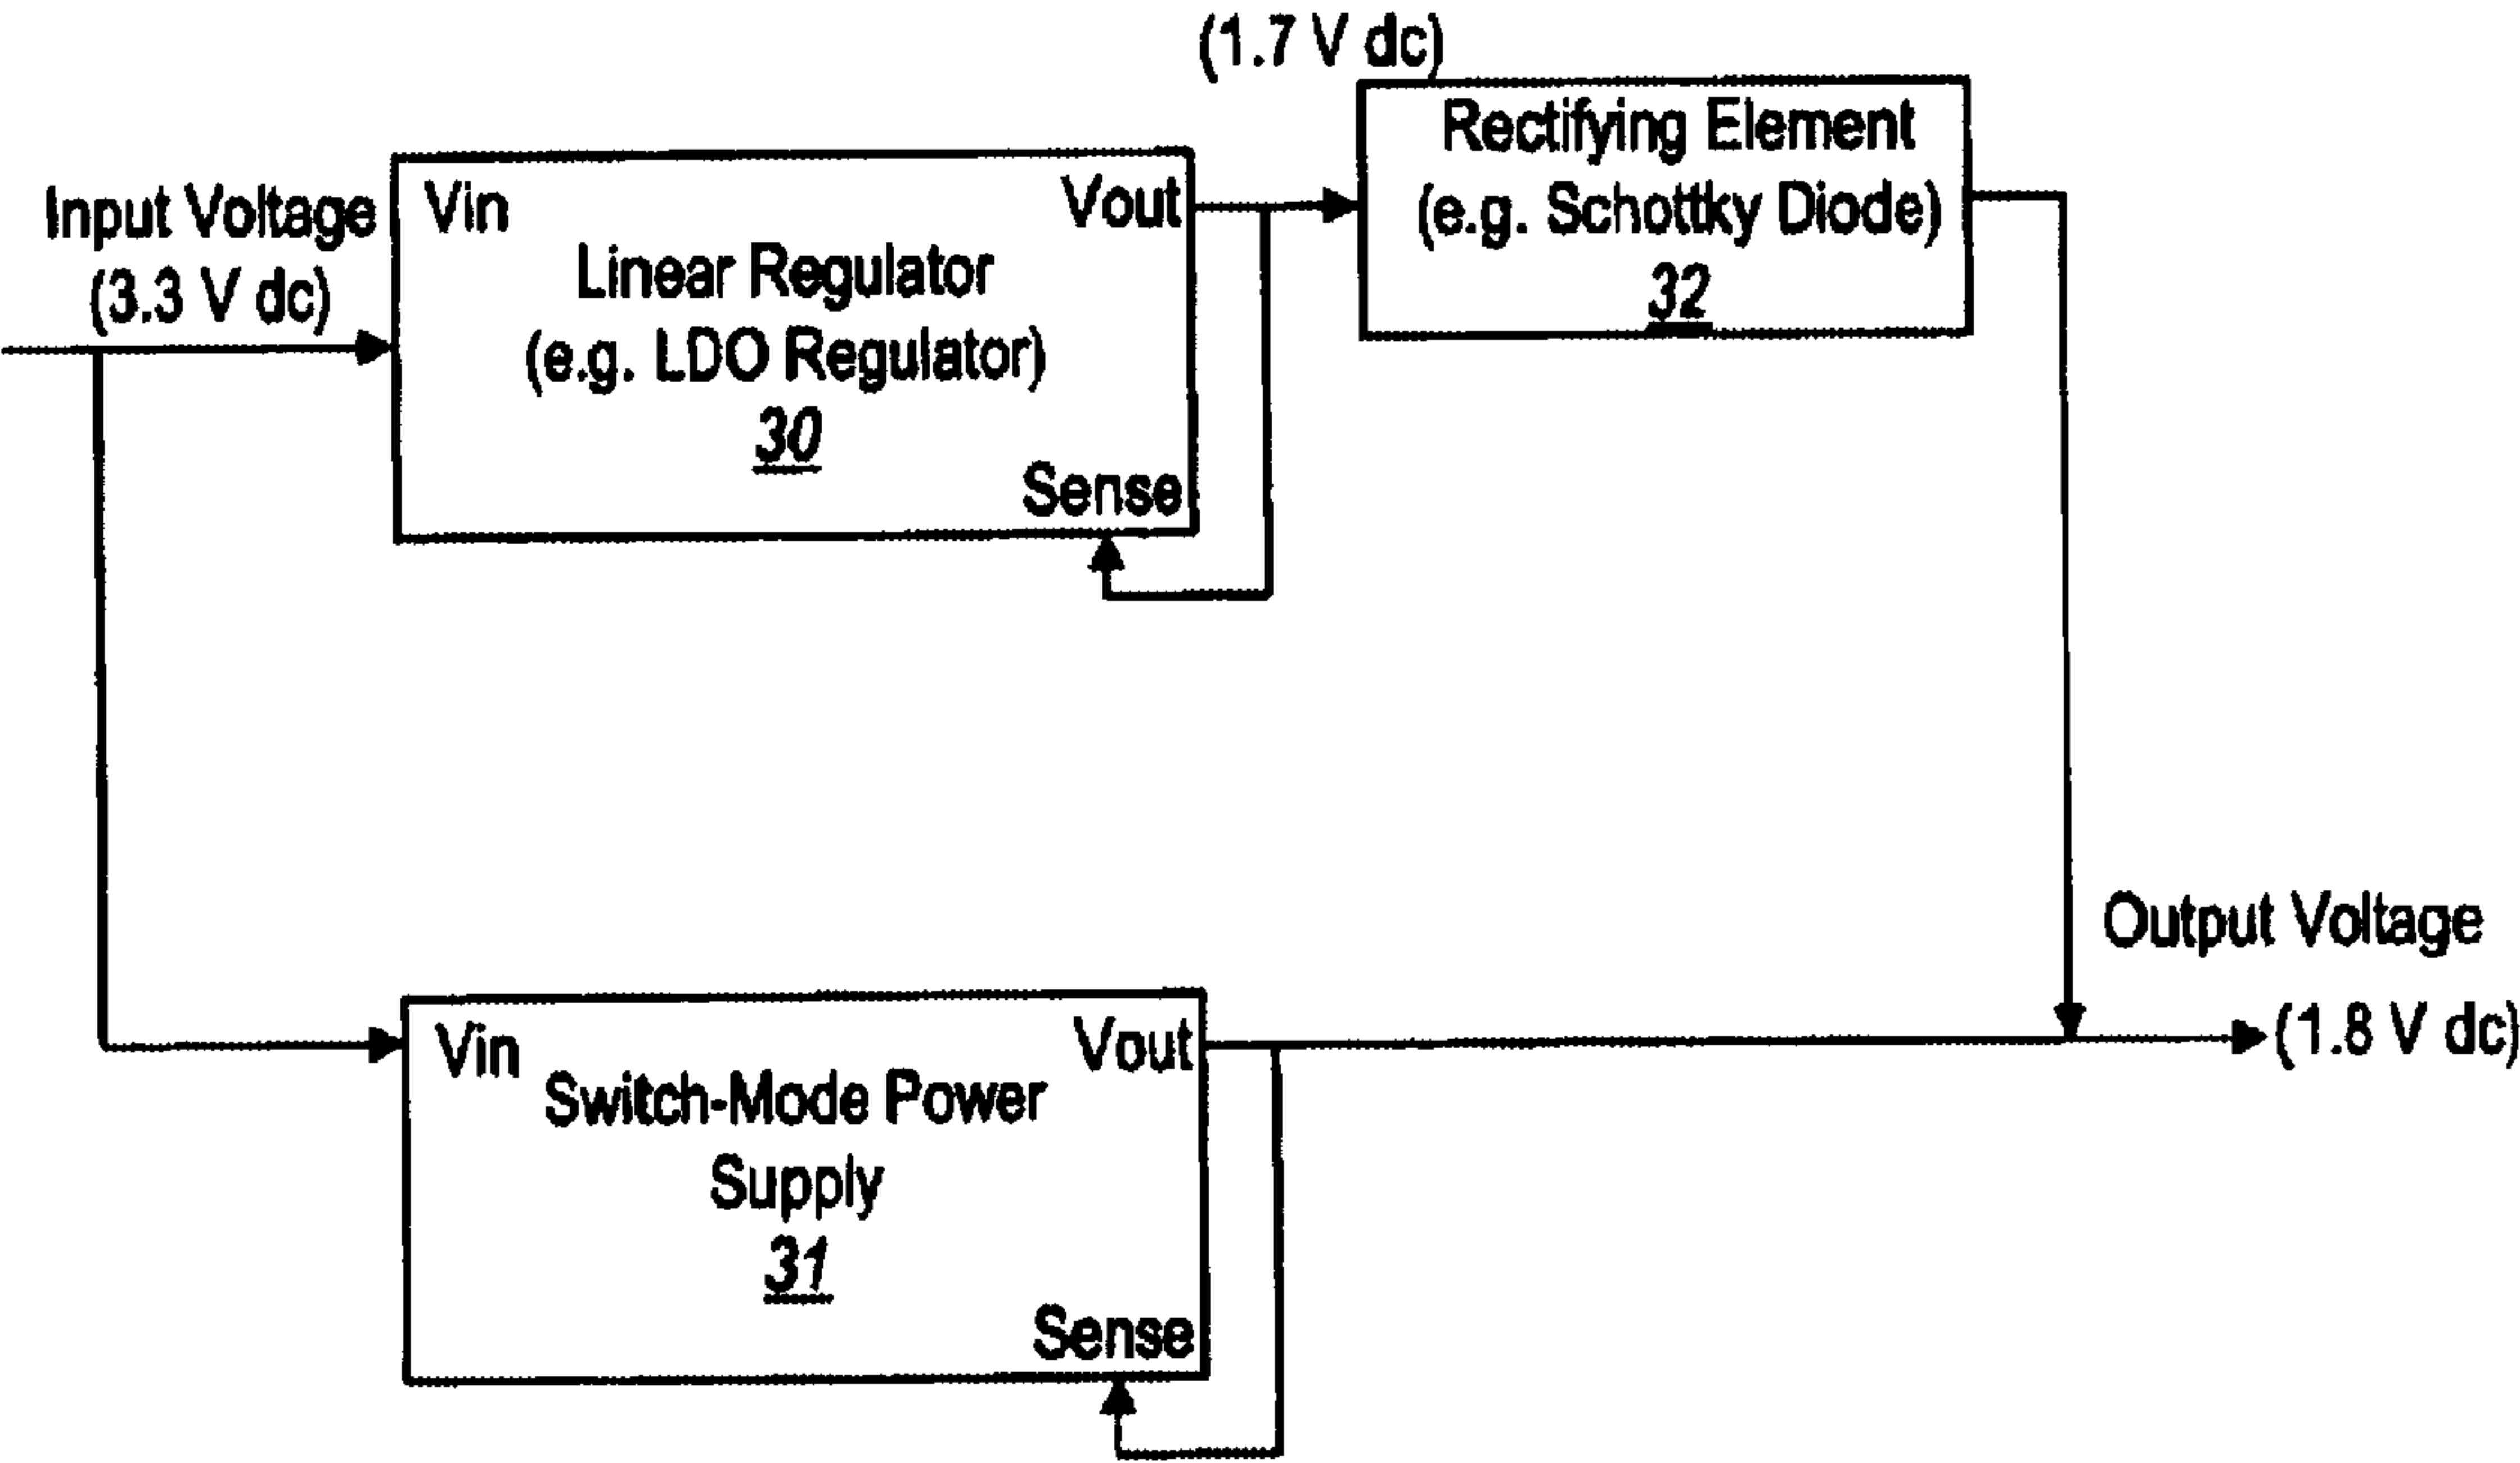 (1.7 V dc)
Rectifying Element
(e.g. Schottky Diode)
32
Input Voltage
(3.3 V dc)
Vin
Vout
Linear Regulator
(e.g. LDO Regulator)
30
Sense
Output Voltage
(1.8 V dc)
Vin
Vout
Switch-Mode Power
Supply
31
Sense